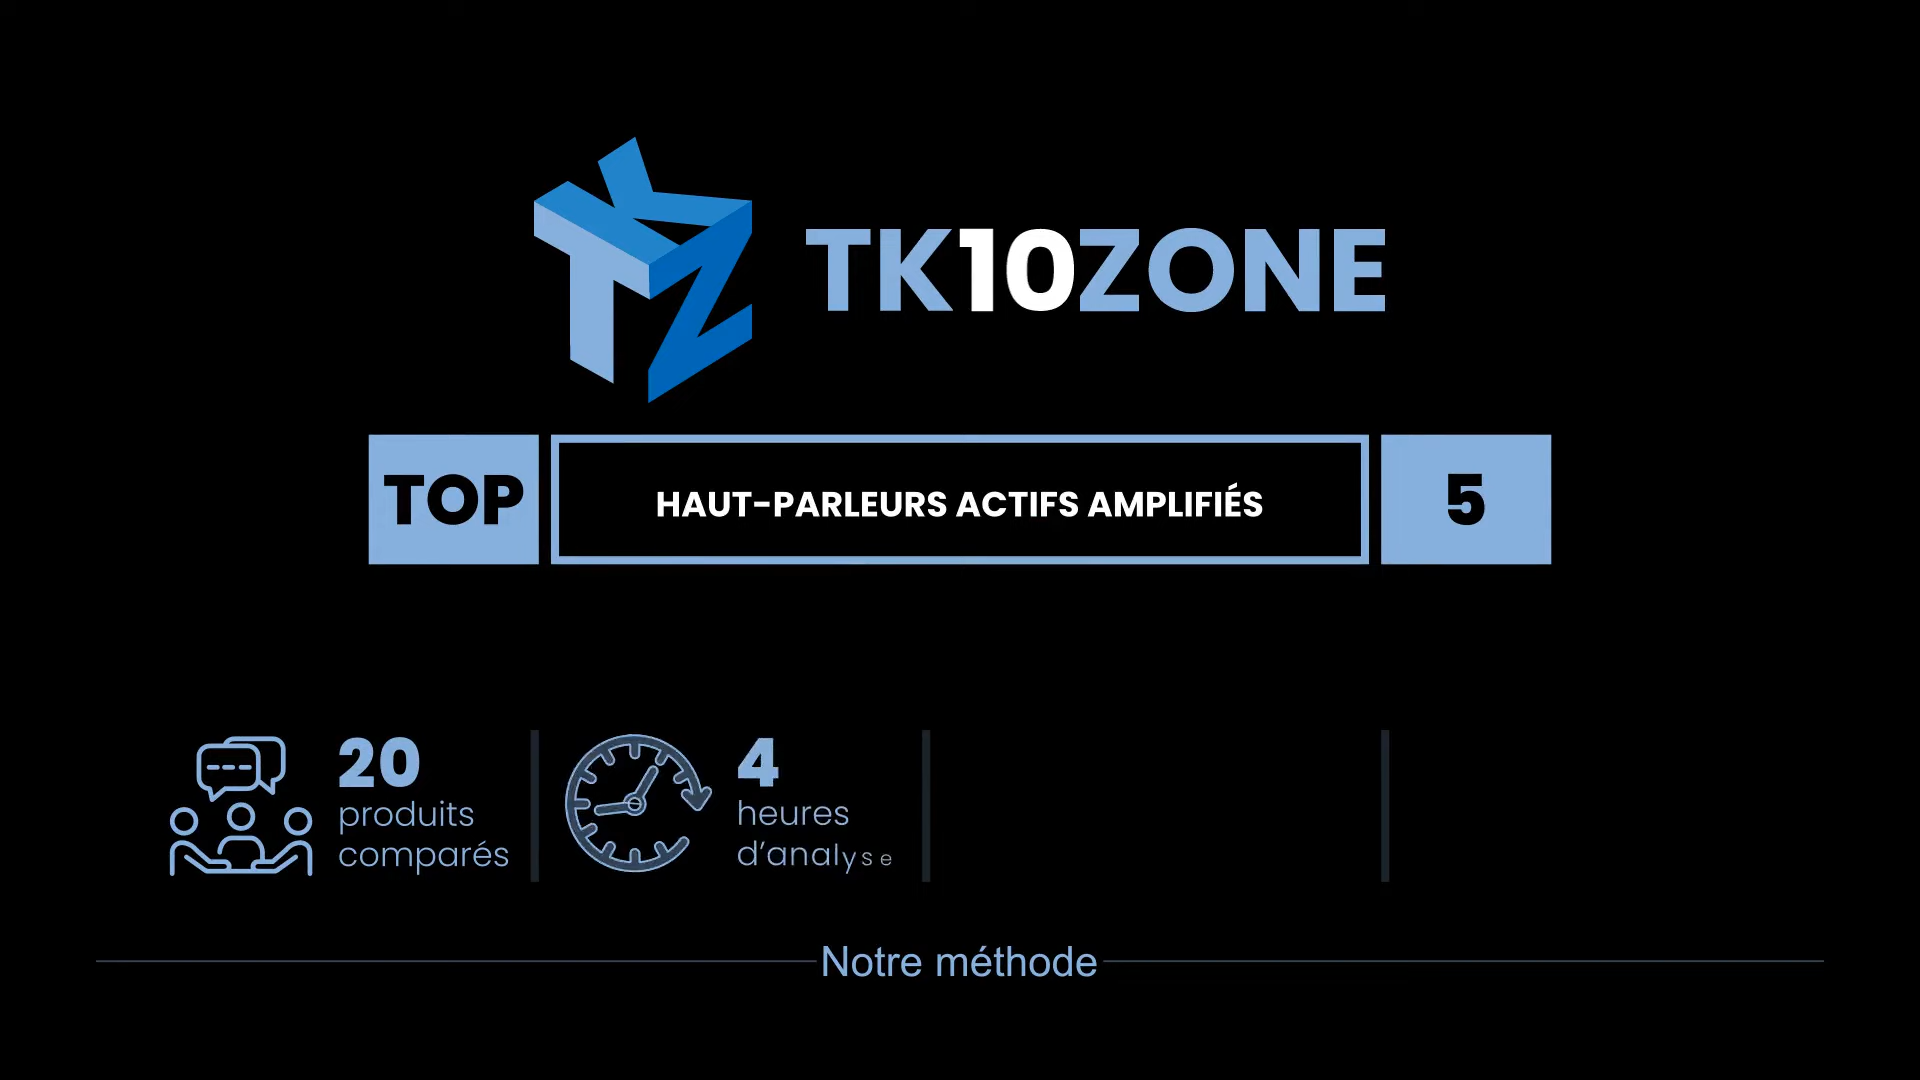 TK10ZONE
TOP
HAUT-PARLEURS ACTIFS AMPLIFIÉS
5
20
produits
comparés
4
heures
d’analyse
Notre méthode